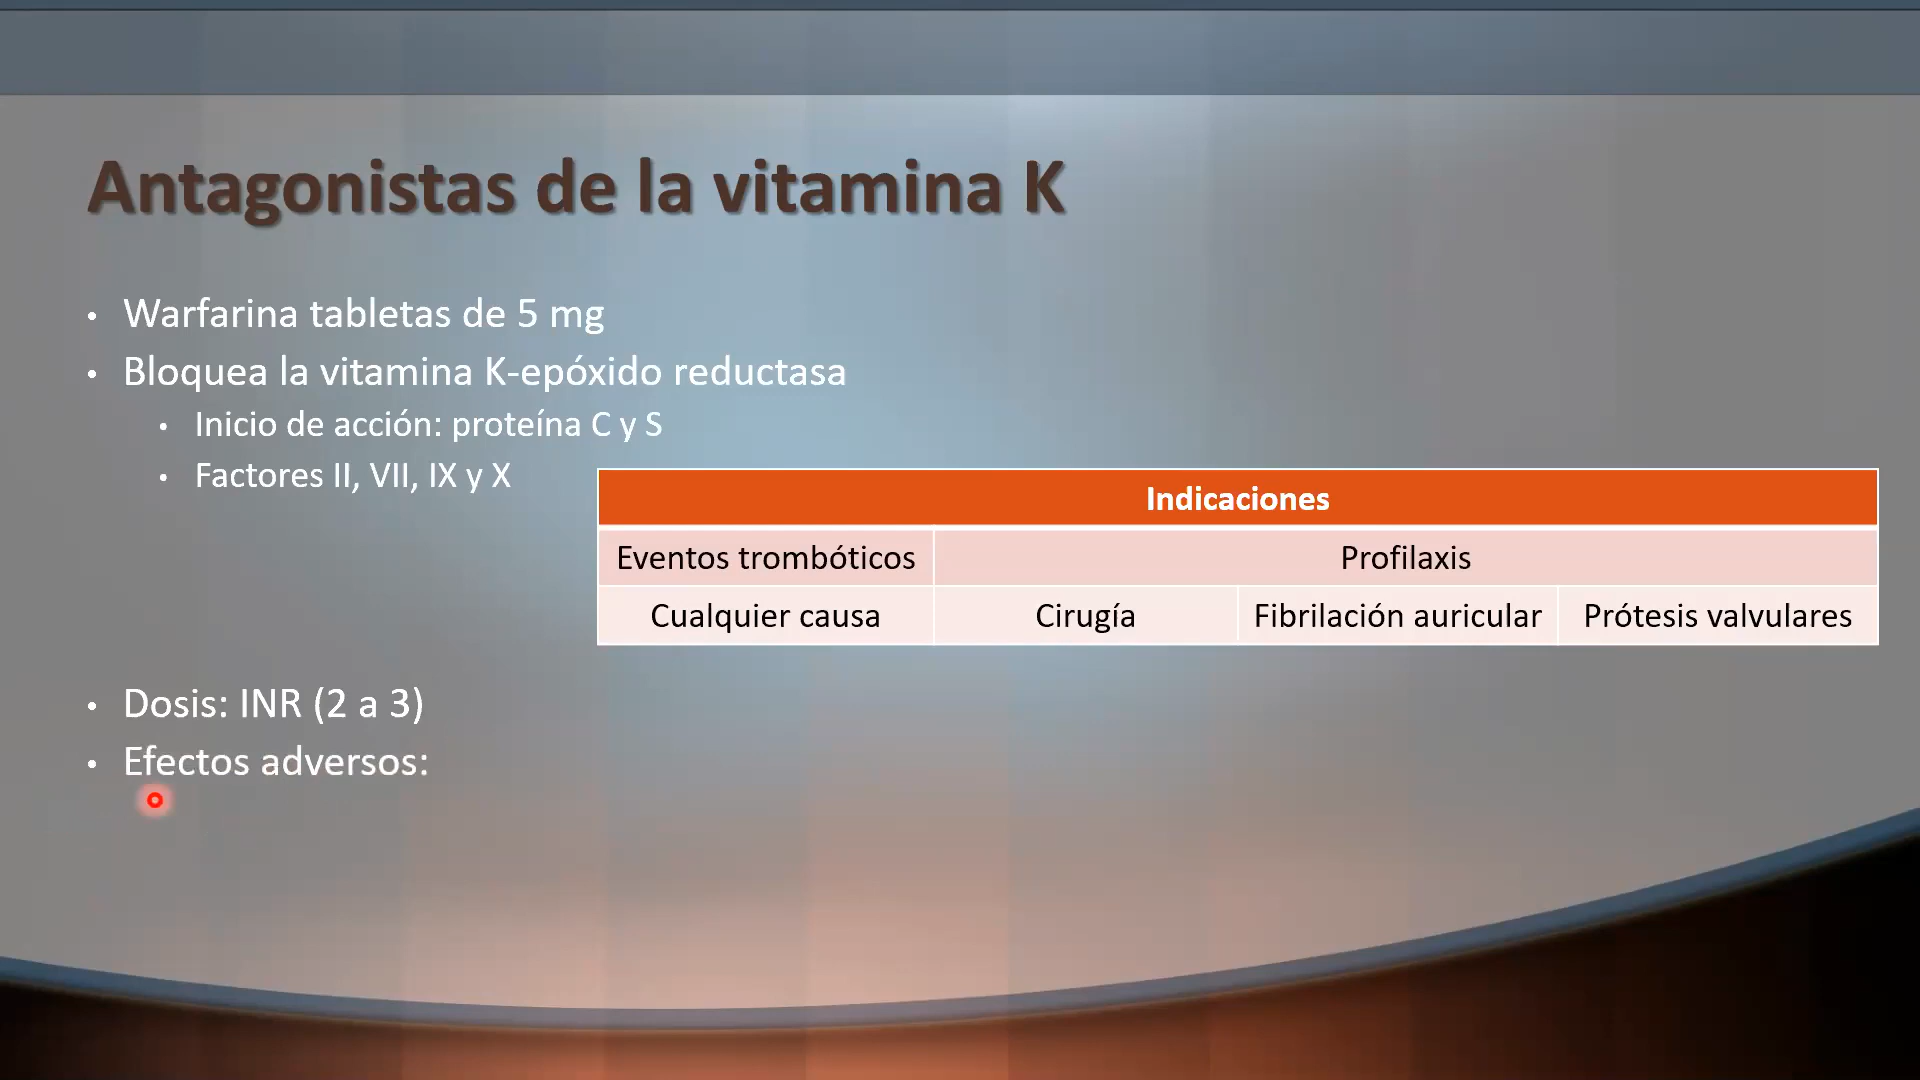 Antagonistas de la vitamina K
• Warfarina tabletas de 5 mg
• Bloquea la vitamina K-epóxido reductasa
• Inicio de acción: proteína C y S
• Factores II, VII, IX y X
Indicaciones
Eventos trombóticos Profilaxis
Cualquier causa Cirugía Fibrilación auricular Prótesis valvulares
• Dosis: INR (2 a 3)
• Efectos adversos: